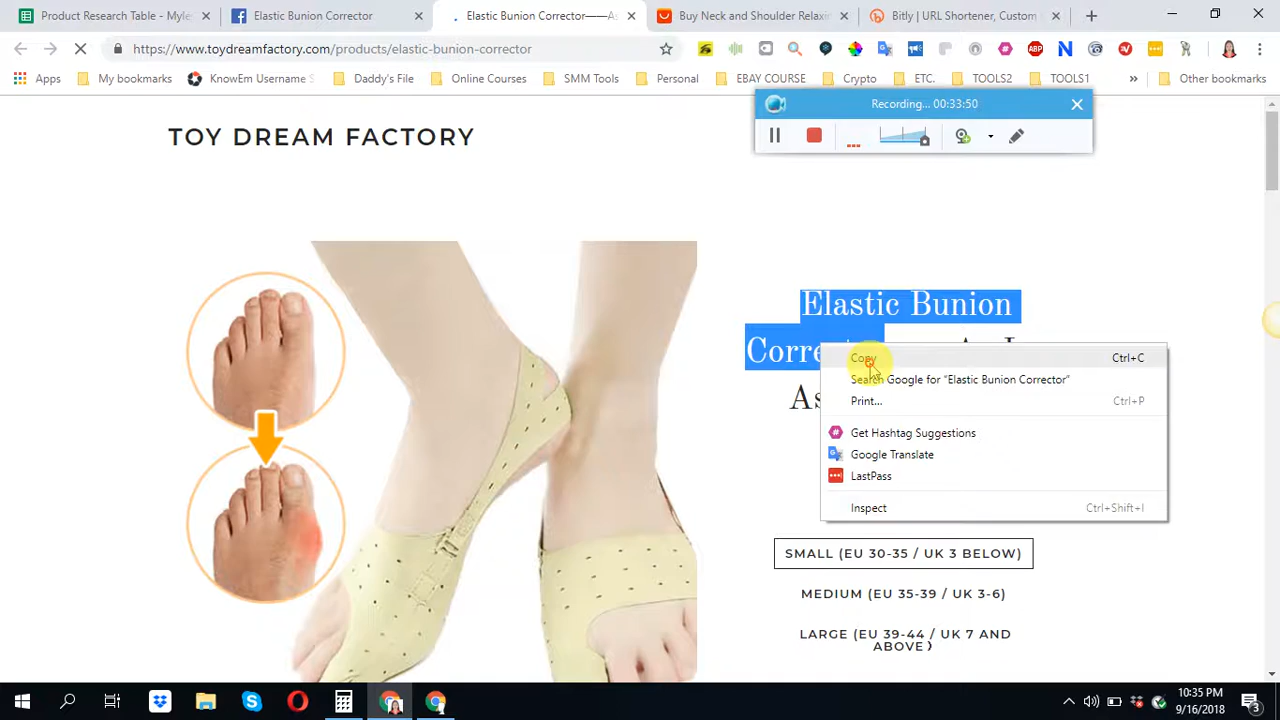 Product Research Table - Myle
Elastic Bunion Corrector
Elastic Bunion Corrector——As
Buy Neck and Shoulder Relaxin
Bitly | URL Shortener, Custom
https://www.toydreamfactory.com/products/elastic-bunion-corrector
ABP
Apps
My bookmarks
KnowEm Username S
Daddy's File
Online Courses
SMM Tools
Personal
EBAY COURSE
Crypto
ETC.
TOOLS2
TOOLS1
»
Other bookmarks
Recording... 00:33:50
TOY DREAM FACTORY
Elastic Bunion
Copy Ctrl+C
Search Google for “Elastic Bunion Corrector”
Print... Ctrl+P
Get Hashtag Suggestions
Google Translate
LastPass
Inspect Ctrl+Shift+I
SMALL (EU 30-35 / UK 3 BELOW)
MEDIUM (EU 35-39 / UK 3-6)
LARGE (EU 39-44 / UK 7 AND
ABOVE)
10:35 PM
9/16/2018
3